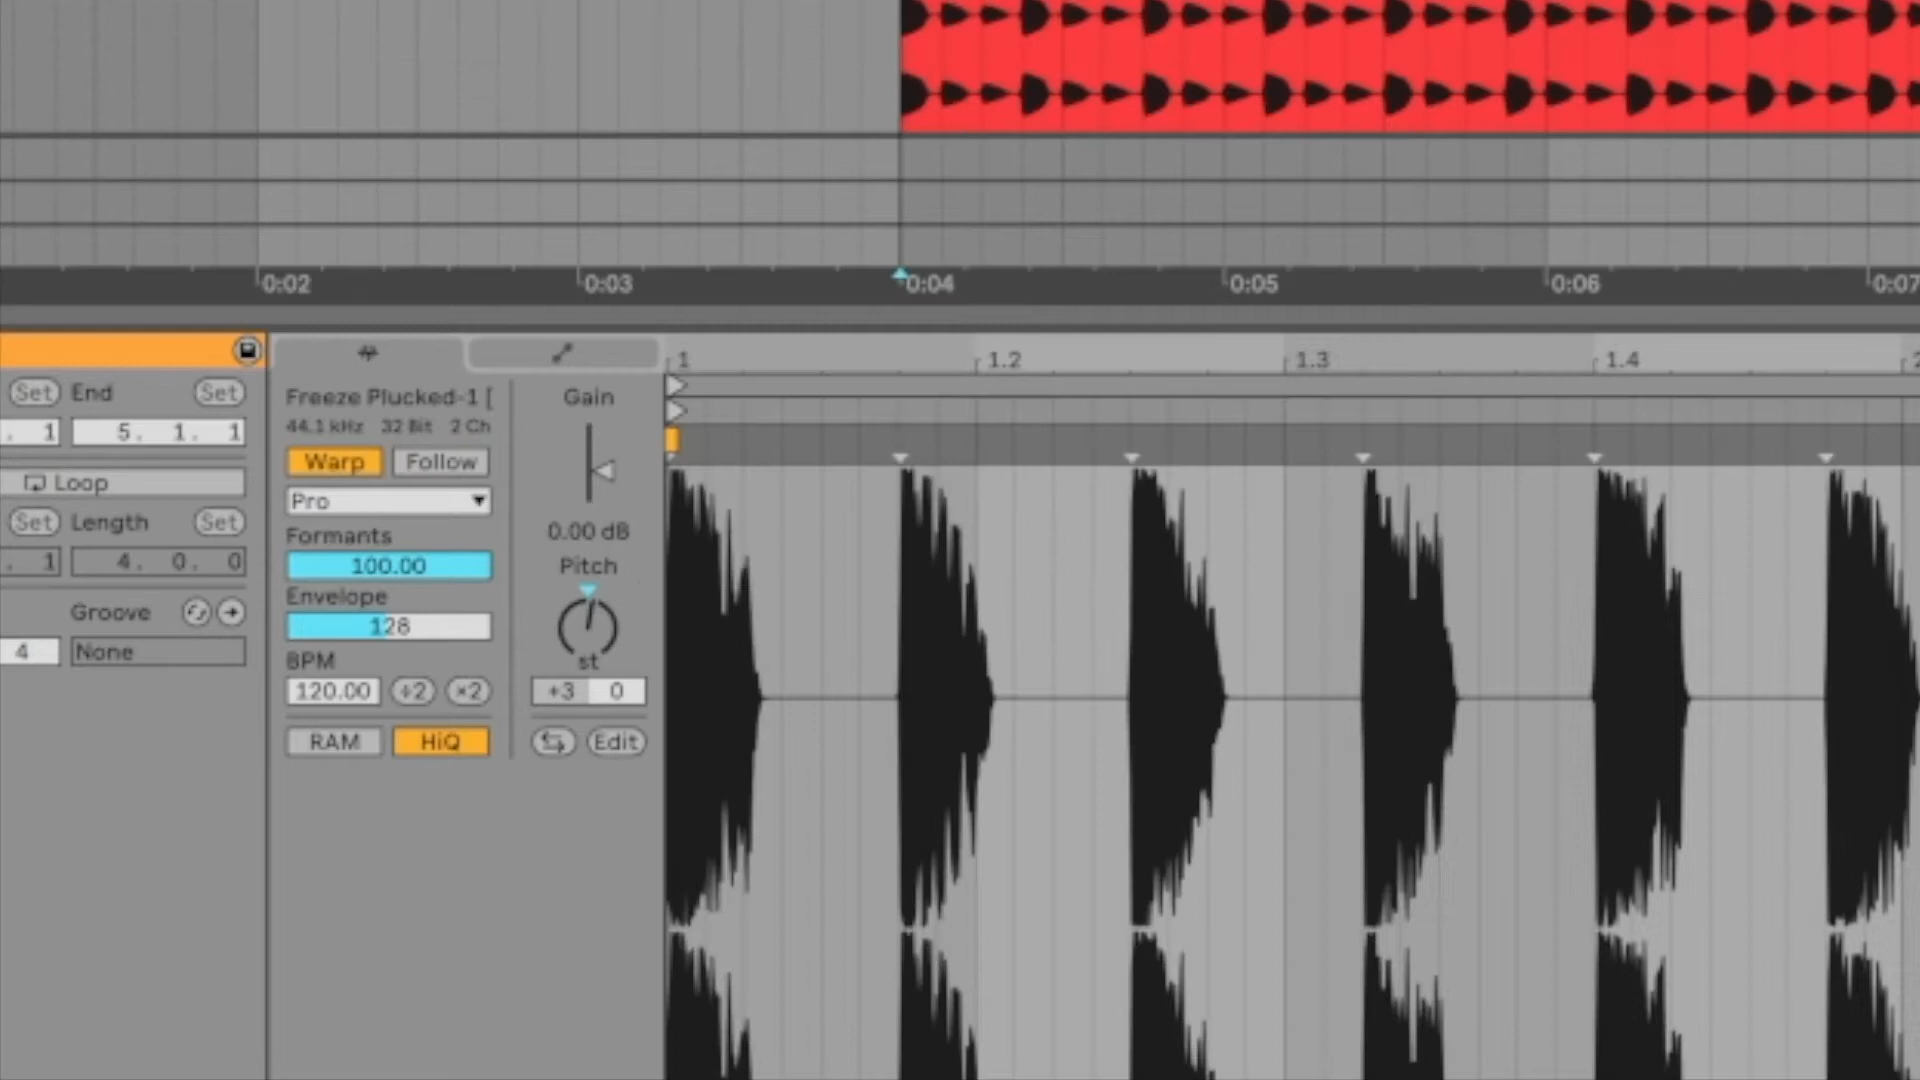 0:02 0:03 0:04 0:05 0:06 0:07
1 1.2 1.3 1.4 2
Set End Set
. 1 5. 1. 1
Loop
Set Length Set
. 1 4. 0. 0
Groove
4 None
Freeze Plucked-1 [
44.1 kHz 32 Bit 2 Ch
Warp Follow
Pro
Formants
100.00
Envelope
128
BPM
120.00 ÷2 ×2
RAM HiQ
Gain
0.00 dB
Pitch
st
+3 0
Edit